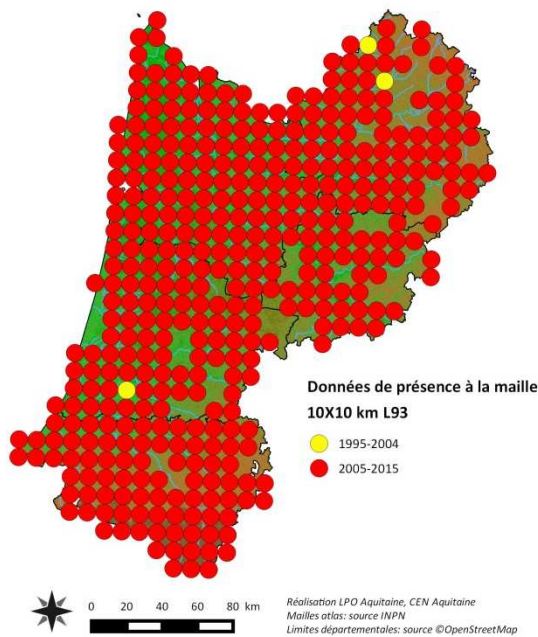 Données de présence à la maille
10X10 km L93
1995-2004
2005-2015
0 20 40 60 80 km
Réalisation LPO Aquitaine, CEN Aquitaine
Mailles atlas: source INPN
Limites départementales: source ©OpenStreetMap